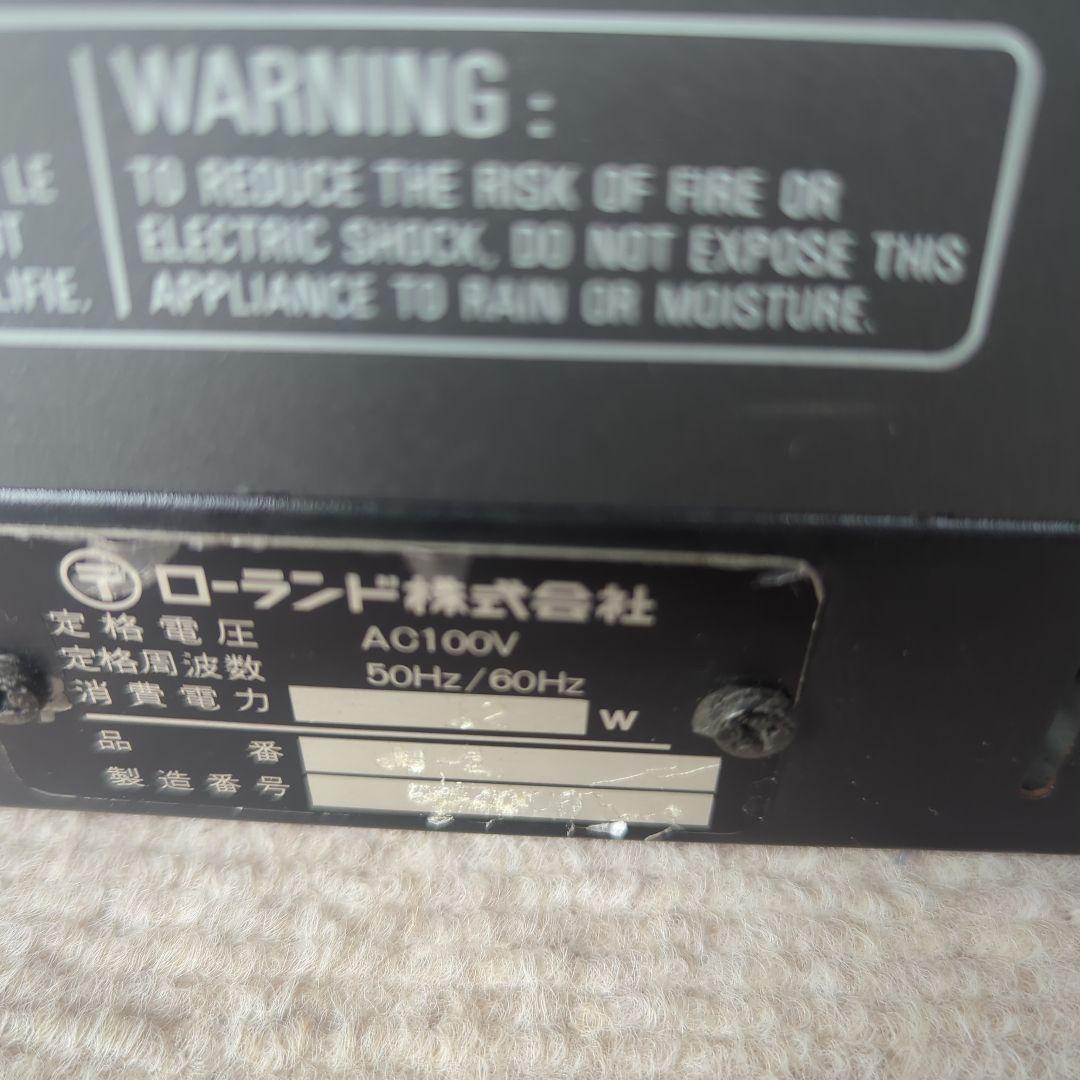 WARNING :
TO REDUCE THE RISK OF FIRE OR
ELECTRIC SHOCK, DO NOT EXPOSE THIS
APPLIANCE TO RAIN OR MOISTURE.
LE
LIFIE.
ローランド株式会社
定格電圧 AC100V
定格周波数 50Hz/60Hz
消費電力 W
品番
製造番号